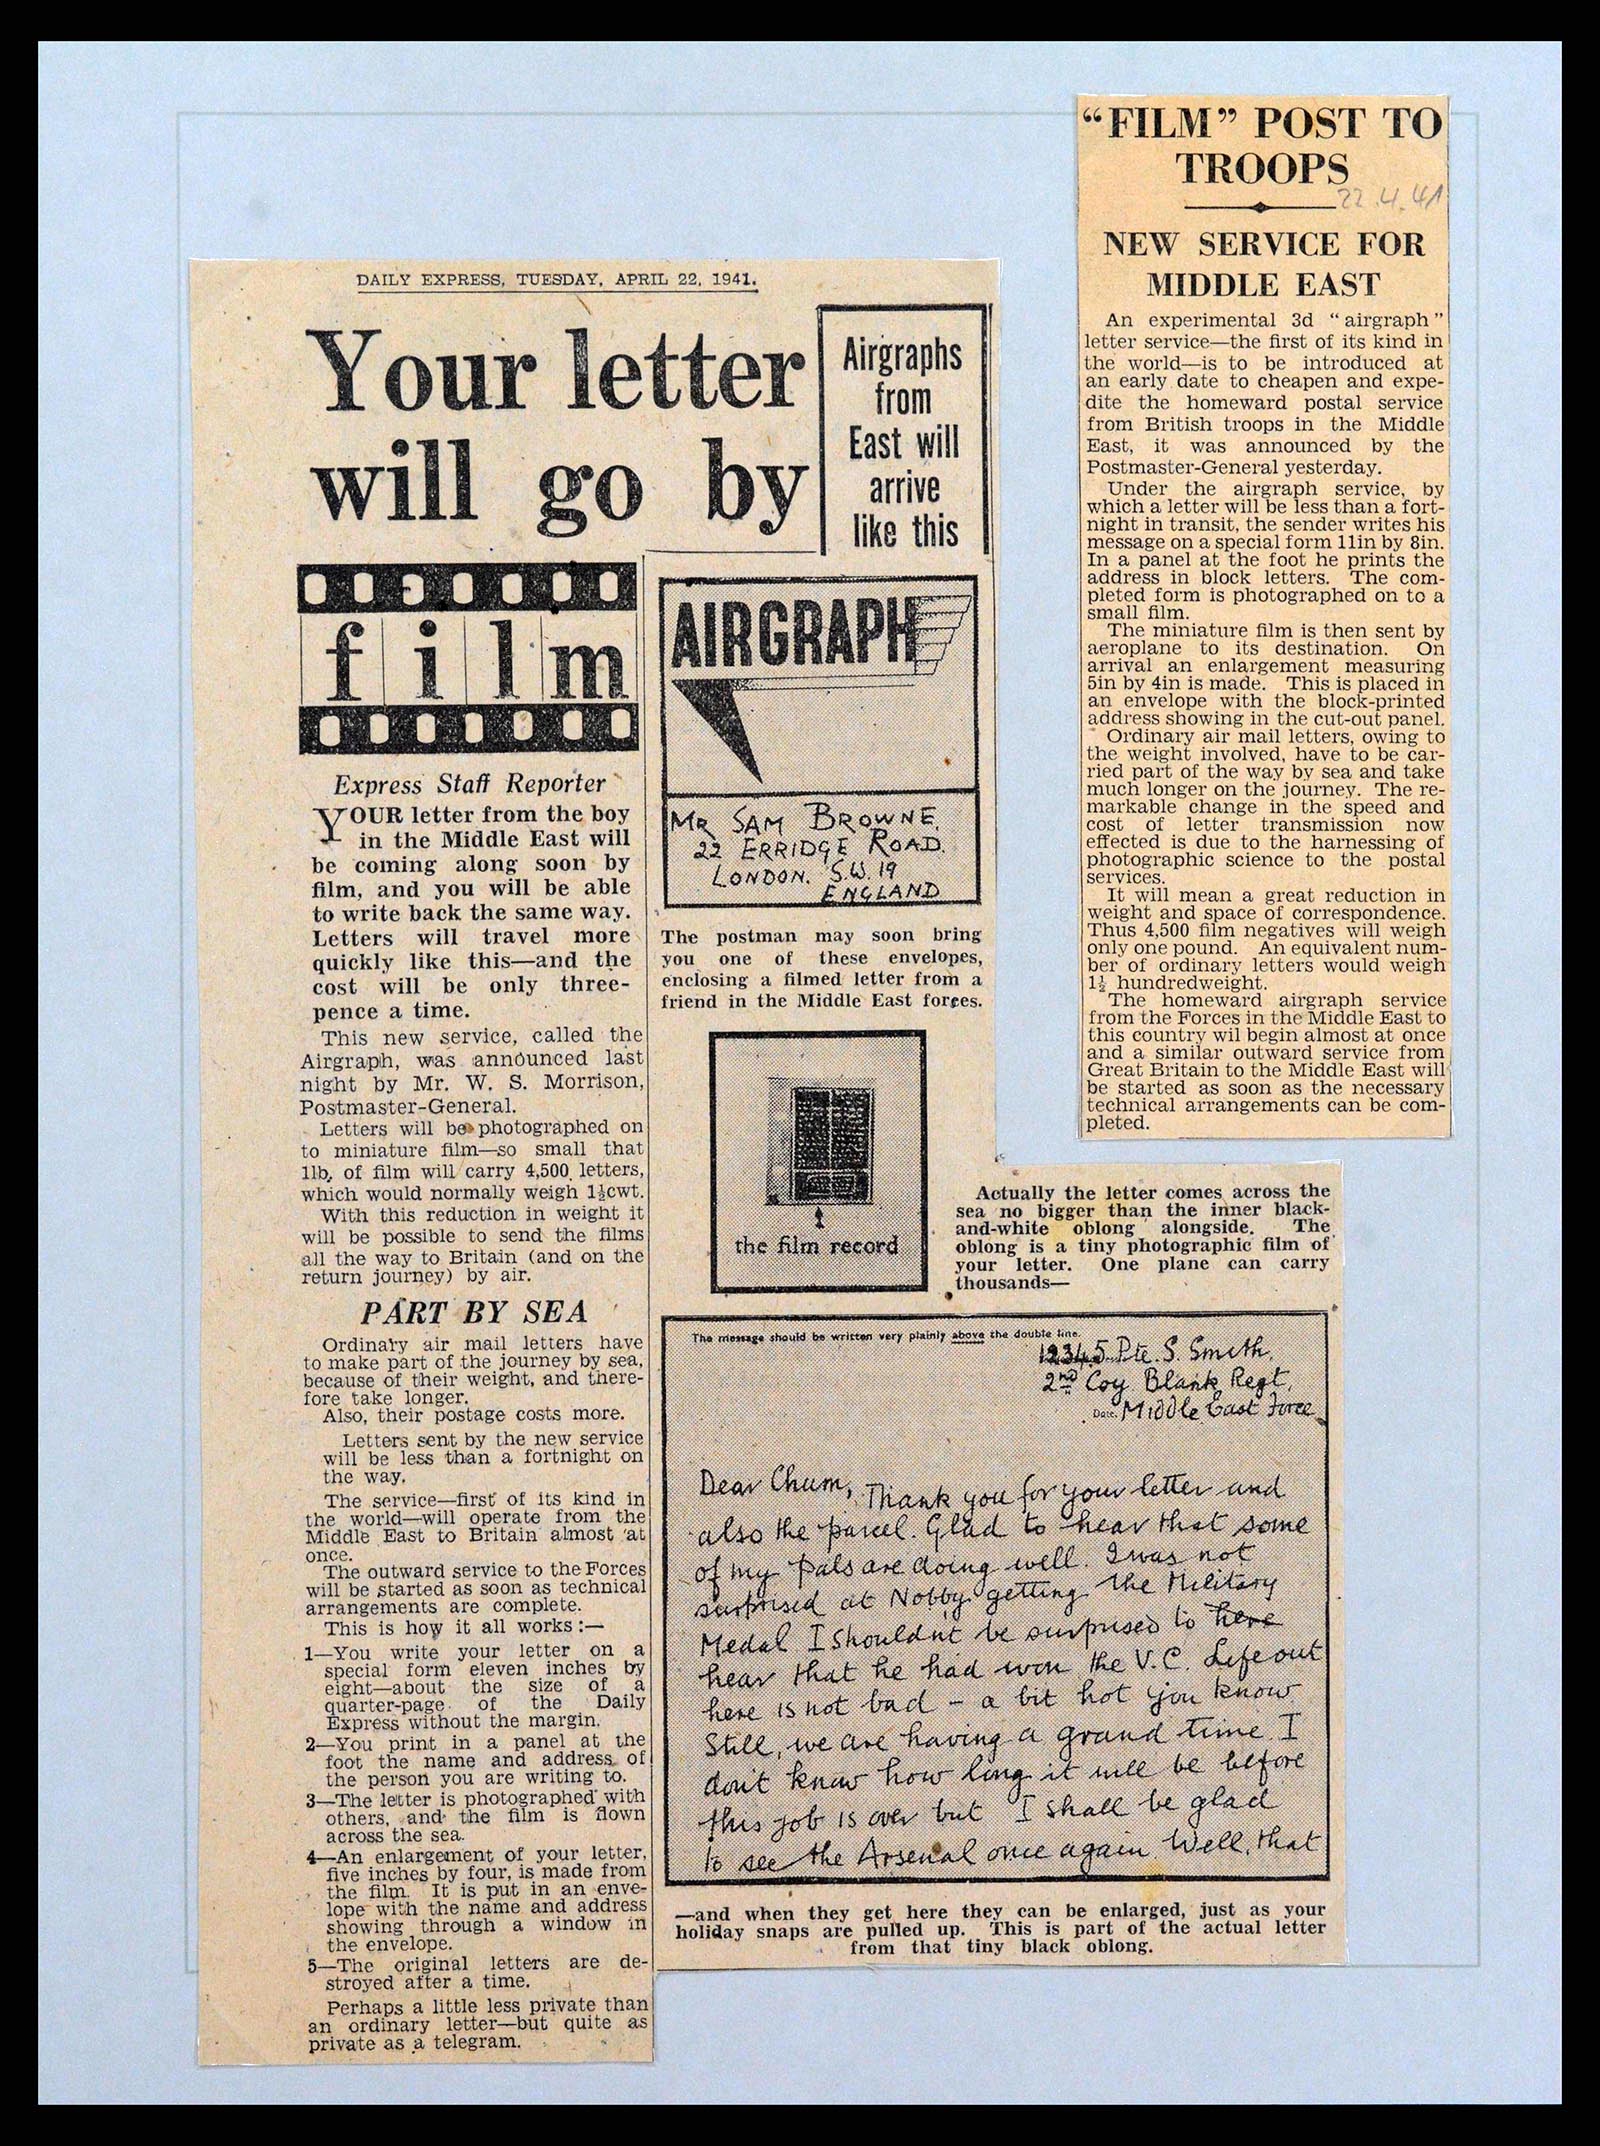 DAILY EXPRESS, TUESDAY, APRIL 22, 1941.
Your letter
will go by
film
Airgraphs
from
East will
arrive
like this
Express Staff Reporter
YOUR letter from the boy
in the Middle East will
be coming along soon by
film, and you will be able
to write back the same way.
Letters will travel more
quickly like this—and the
cost will be only three-
pence a time.
This new service, called the
Airgraph, was announced last
night by Mr. W. S. Morrison,
Postmaster-General.
Letters will be photographed on
to miniature film—so small that
1lb. of film will carry 4,500 letters,
which would normally weigh 1½cwt.
With this reduction in weight it
will be possible to send the films
all the way to Britain (and on the
return journey) by air.
PART BY SEA
Ordinary air mail letters have
to make part of the journey by sea,
because of their weight, and there-
fore take longer.
Also, their postage costs more.
Letters sent by the new service
will be less than a fortnight on
the way.
The service—first of its kind in
the world—will operate from the
Middle East to Britain almost at
once.
The outward service to the Forces
will be started as soon as technical
arrangements are complete.
This is how it all works:—
1—You write your letter on a
special form eleven inches by
eight—about the size of a
quarter-page of the Daily
Express without the margin.
2—You print in a panel at the
foot the name and address of
the person you are writing to.
3—The letter is photographed with
others, and the film is flown
across the sea.
4—An enlargement of your letter,
five inches by four, is made from
the film. It is put in an enve-
lope with the name and address
showing through a window in
the envelope.
5—The original letters are de-
stroyed after a time.
Perhaps a little less private than
an ordinary letter—but quite as
private as a telegram.
AIRGRAPH
MR SAM BROWNE
22 ERRIDGE ROAD.
LONDON. S.W.19
ENGLAND
The postman may soon bring
you one of these envelopes,
enclosing a filmed letter from a
friend in the Middle East forces.
the film record
Actually the letter comes across the
sea no bigger than the inner black-
and-white oblong alongside. The
oblong is a tiny photographic film of
your letter. One plane can carry
thousands—
The message should be written very plainly above the double line.
12345 Pte. S. Smith,
2nd Coy Blank Regt,
Date. Middle East Force
Dear Chum, Thank you for your letter and
also the parcel. Glad to hear that some
of my pals are doing well. I was not
surprised at Nobby getting the Military
Medal I shouldn't be surprised to here
hear that he had won the V.C. Life out
here is not bad - a bit hot you know
Still, we are having a grand time I
don't know how long it will be before
this job is over but I shall be glad
to see the Arsenal once again. Well, that
—and when they get here they can be enlarged, just as your
holiday snaps are pulled up. This is part of the actual letter
from that tiny black oblong.
"FILM" POST TO
TROOPS
22.4.41
NEW SERVICE FOR
MIDDLE EAST
An experimental 3d "airgraph"
letter service—the first of its kind in
the world—is to be introduced at
an early date to cheapen and expe-
dite the homeward postal service
from British troops in the Middle
East, it was announced by the
Postmaster-General yesterday.
Under the airgraph service, by
which a letter will be less than a fort-
night in transit, the sender writes his
message on a special form 11in by 8in.
In a panel at the foot he prints the
address in block letters. The com-
pleted form is photographed on to a
small film.
The miniature film is then sent by
aeroplane to its destination. On
arrival an enlargement measuring
5in by 4in is made. This is placed in
an envelope with the block-printed
address showing in the cut-out panel.
Ordinary air mail letters, owing to
the weight involved, have to be car-
ried part of the way by sea and take
much longer on the journey. The re-
markable change in the speed and
cost of letter transmission now
effected is due to the harnessing of
photographic science to the postal
services.
It will mean a great reduction in
weight and space of correspondence.
Thus 4,500 film negatives will weigh
only one pound. An equivalent num-
ber of ordinary letters would weigh
1½ hundredweight.
The homeward airgraph service
from the Forces in the Middle East to
this country wil begin almost at once
and a similar outward service from
Great Britain to the Middle East will
be started as soon as the necessary
technical arrangements can be com-
pleted.